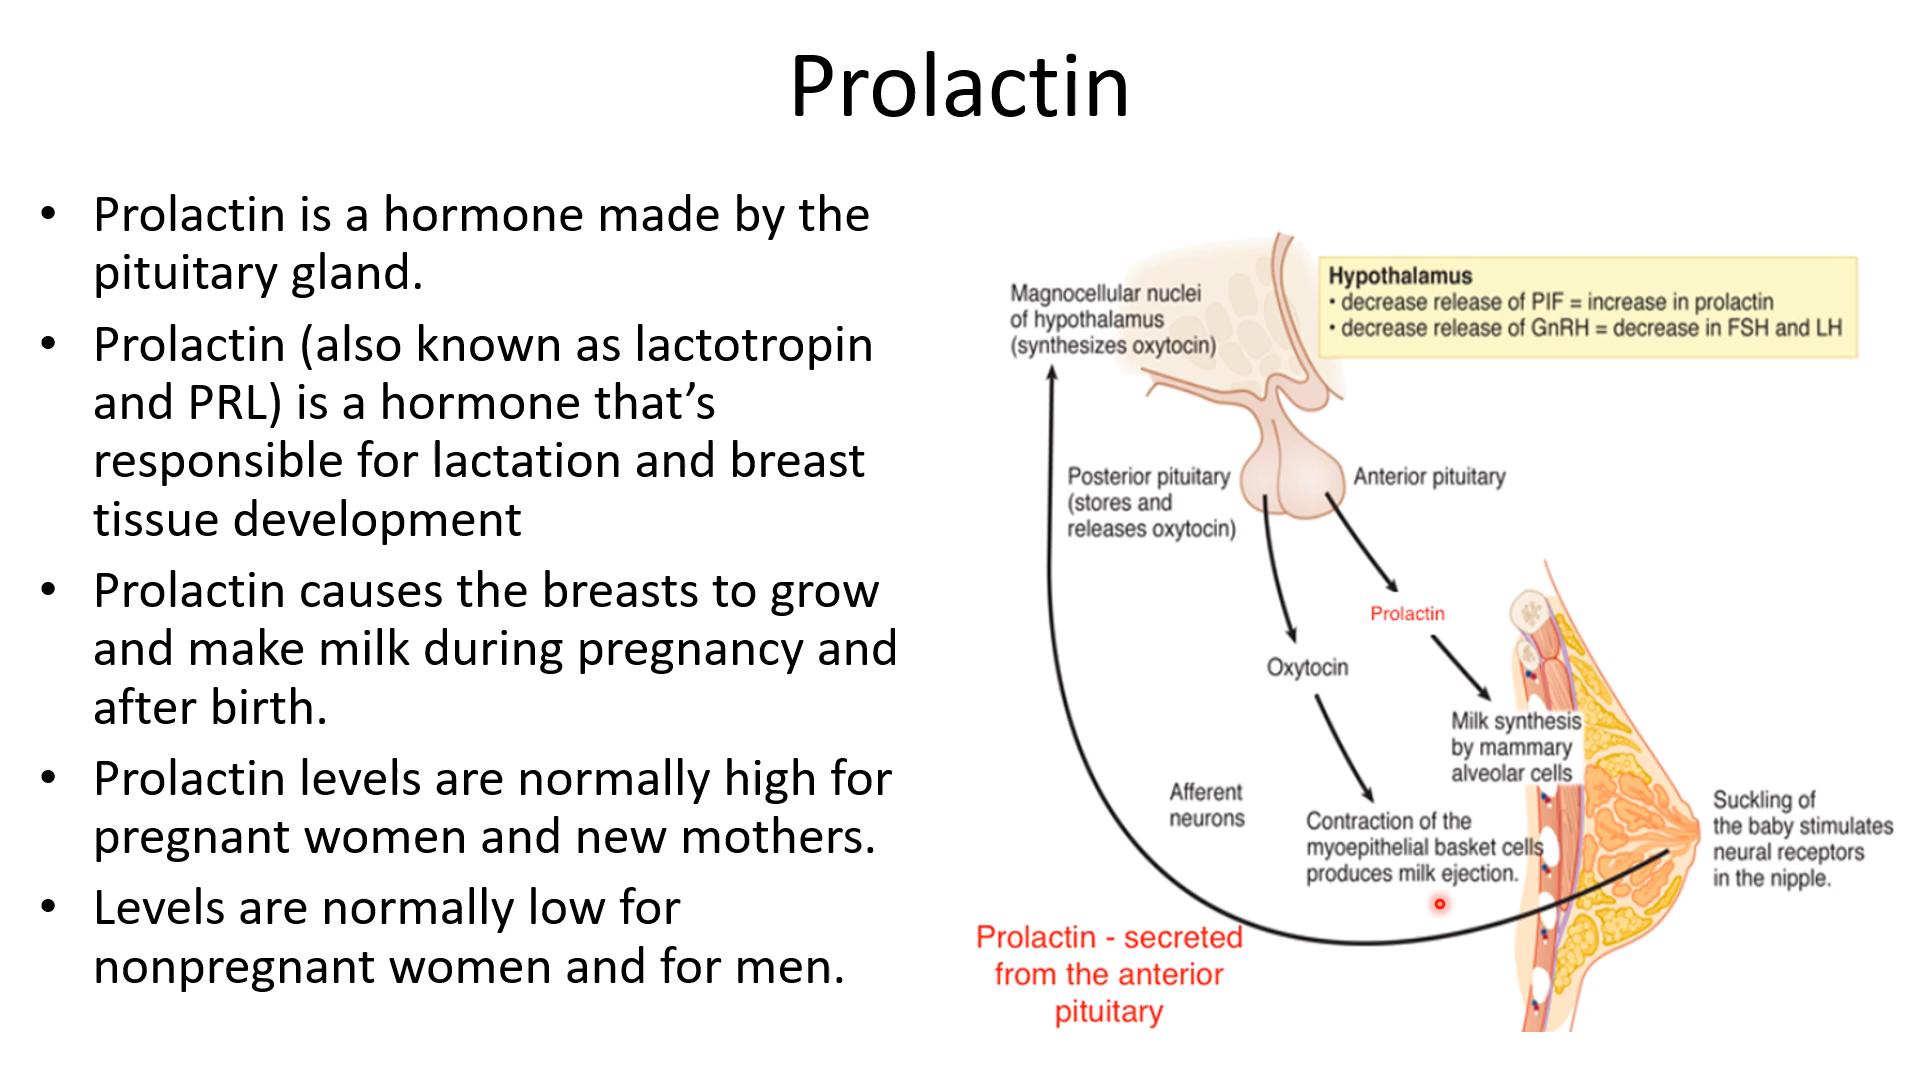 Prolactin
• Prolactin is a hormone made by the
pituitary gland.
• Prolactin (also known as lactotropin
and PRL) is a hormone that’s
responsible for lactation and breast
tissue development
• Prolactin causes the breasts to grow
and make milk during pregnancy and
after birth.
• Prolactin levels are normally high for
pregnant women and new mothers.
• Levels are normally low for
nonpregnant women and for men.
Magnocellular nuclei
of hypothalamus
(synthesizes oxytocin)
Hypothalamus
• decrease release of PIF = increase in prolactin
• decrease release of GnRH = decrease in FSH and LH
Posterior pituitary
(stores and
releases oxytocin)
Anterior pituitary
Prolactin
Oxytocin
Milk synthesis
by mammary
alveolar cells
Afferent
neurons
Contraction of the
myoepithelial basket cells
produces milk ejection.
Suckling of
the baby stimulates
neural receptors
in the nipple.
Prolactin - secreted
from the anterior
pituitary